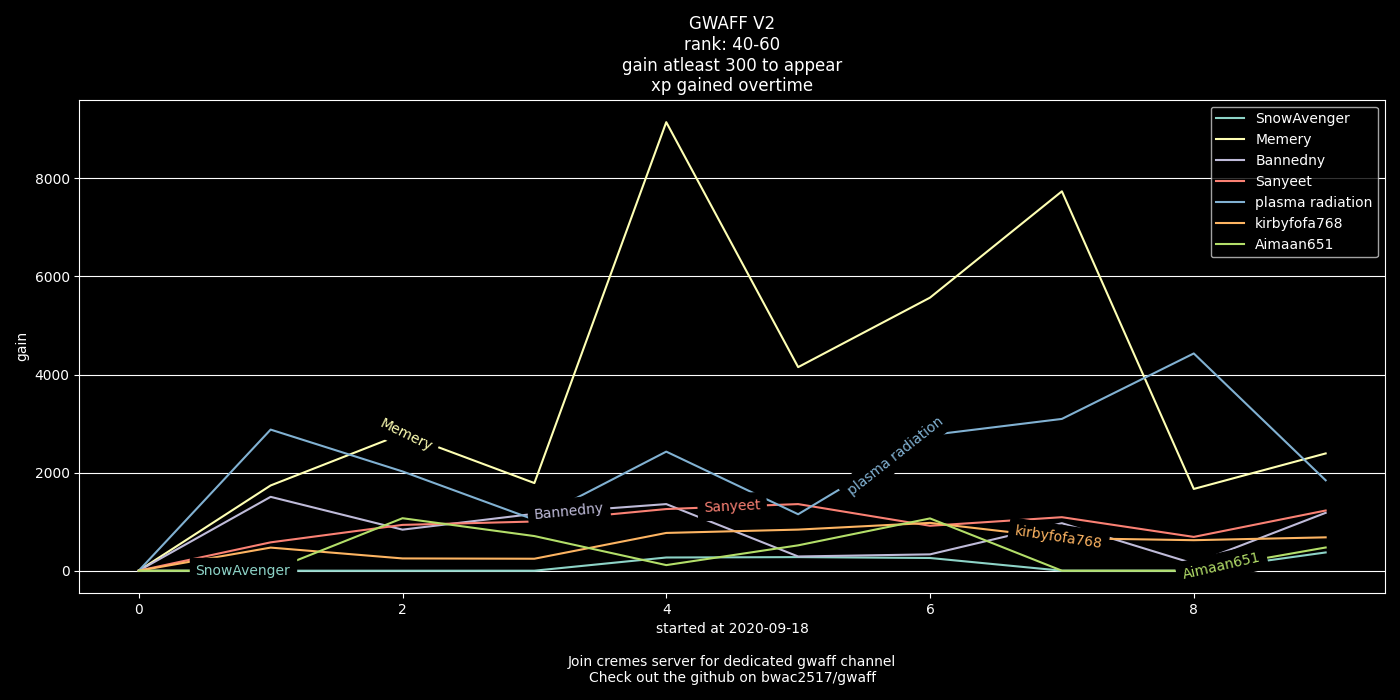 GWAFF V2
rank: 40-60
gain atleast 300 to appear
xp gained overtime
SnowAvenger
Memery
Bannedny
Sanyeet
plasma radiation
kirbyfofa768
Aimaan651
8000
6000
4000
2000
0
gain
Memery
plasma radiation
Bannedny
Sanyeet
kirbyfofa768
SnowAvenger
Aimaan651
0 2 4 6 8
started at 2020-09-18
Join cremes server for dedicated gwaff channel
Check out the github on bwac2517/gwaff